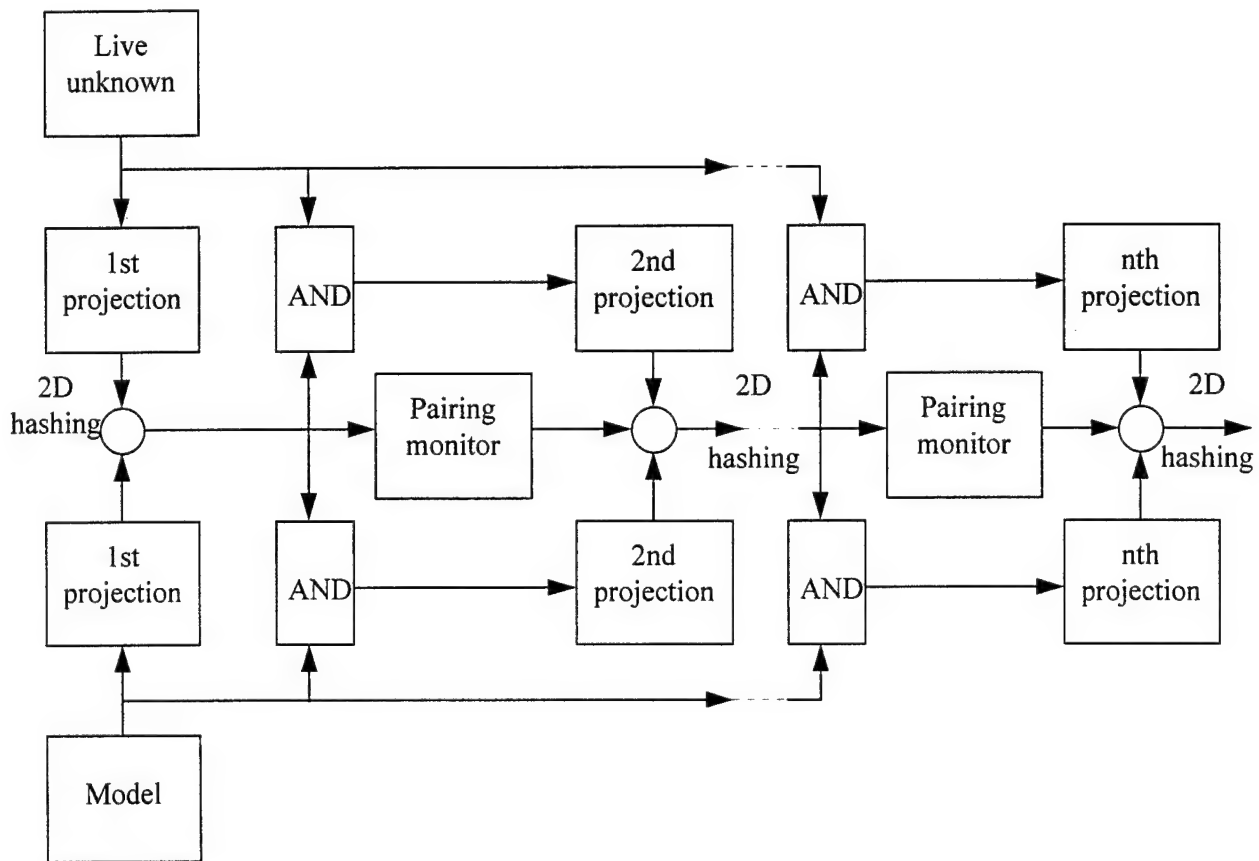 Live
unknown
1st
projection
AND
2nd
projection
AND
nth
projection
2D
hashing
Pairing
monitor
2D
hashing
Pairing
monitor
2D
hashing
1st
projection
AND
2nd
projection
AND
nth
projection
Model